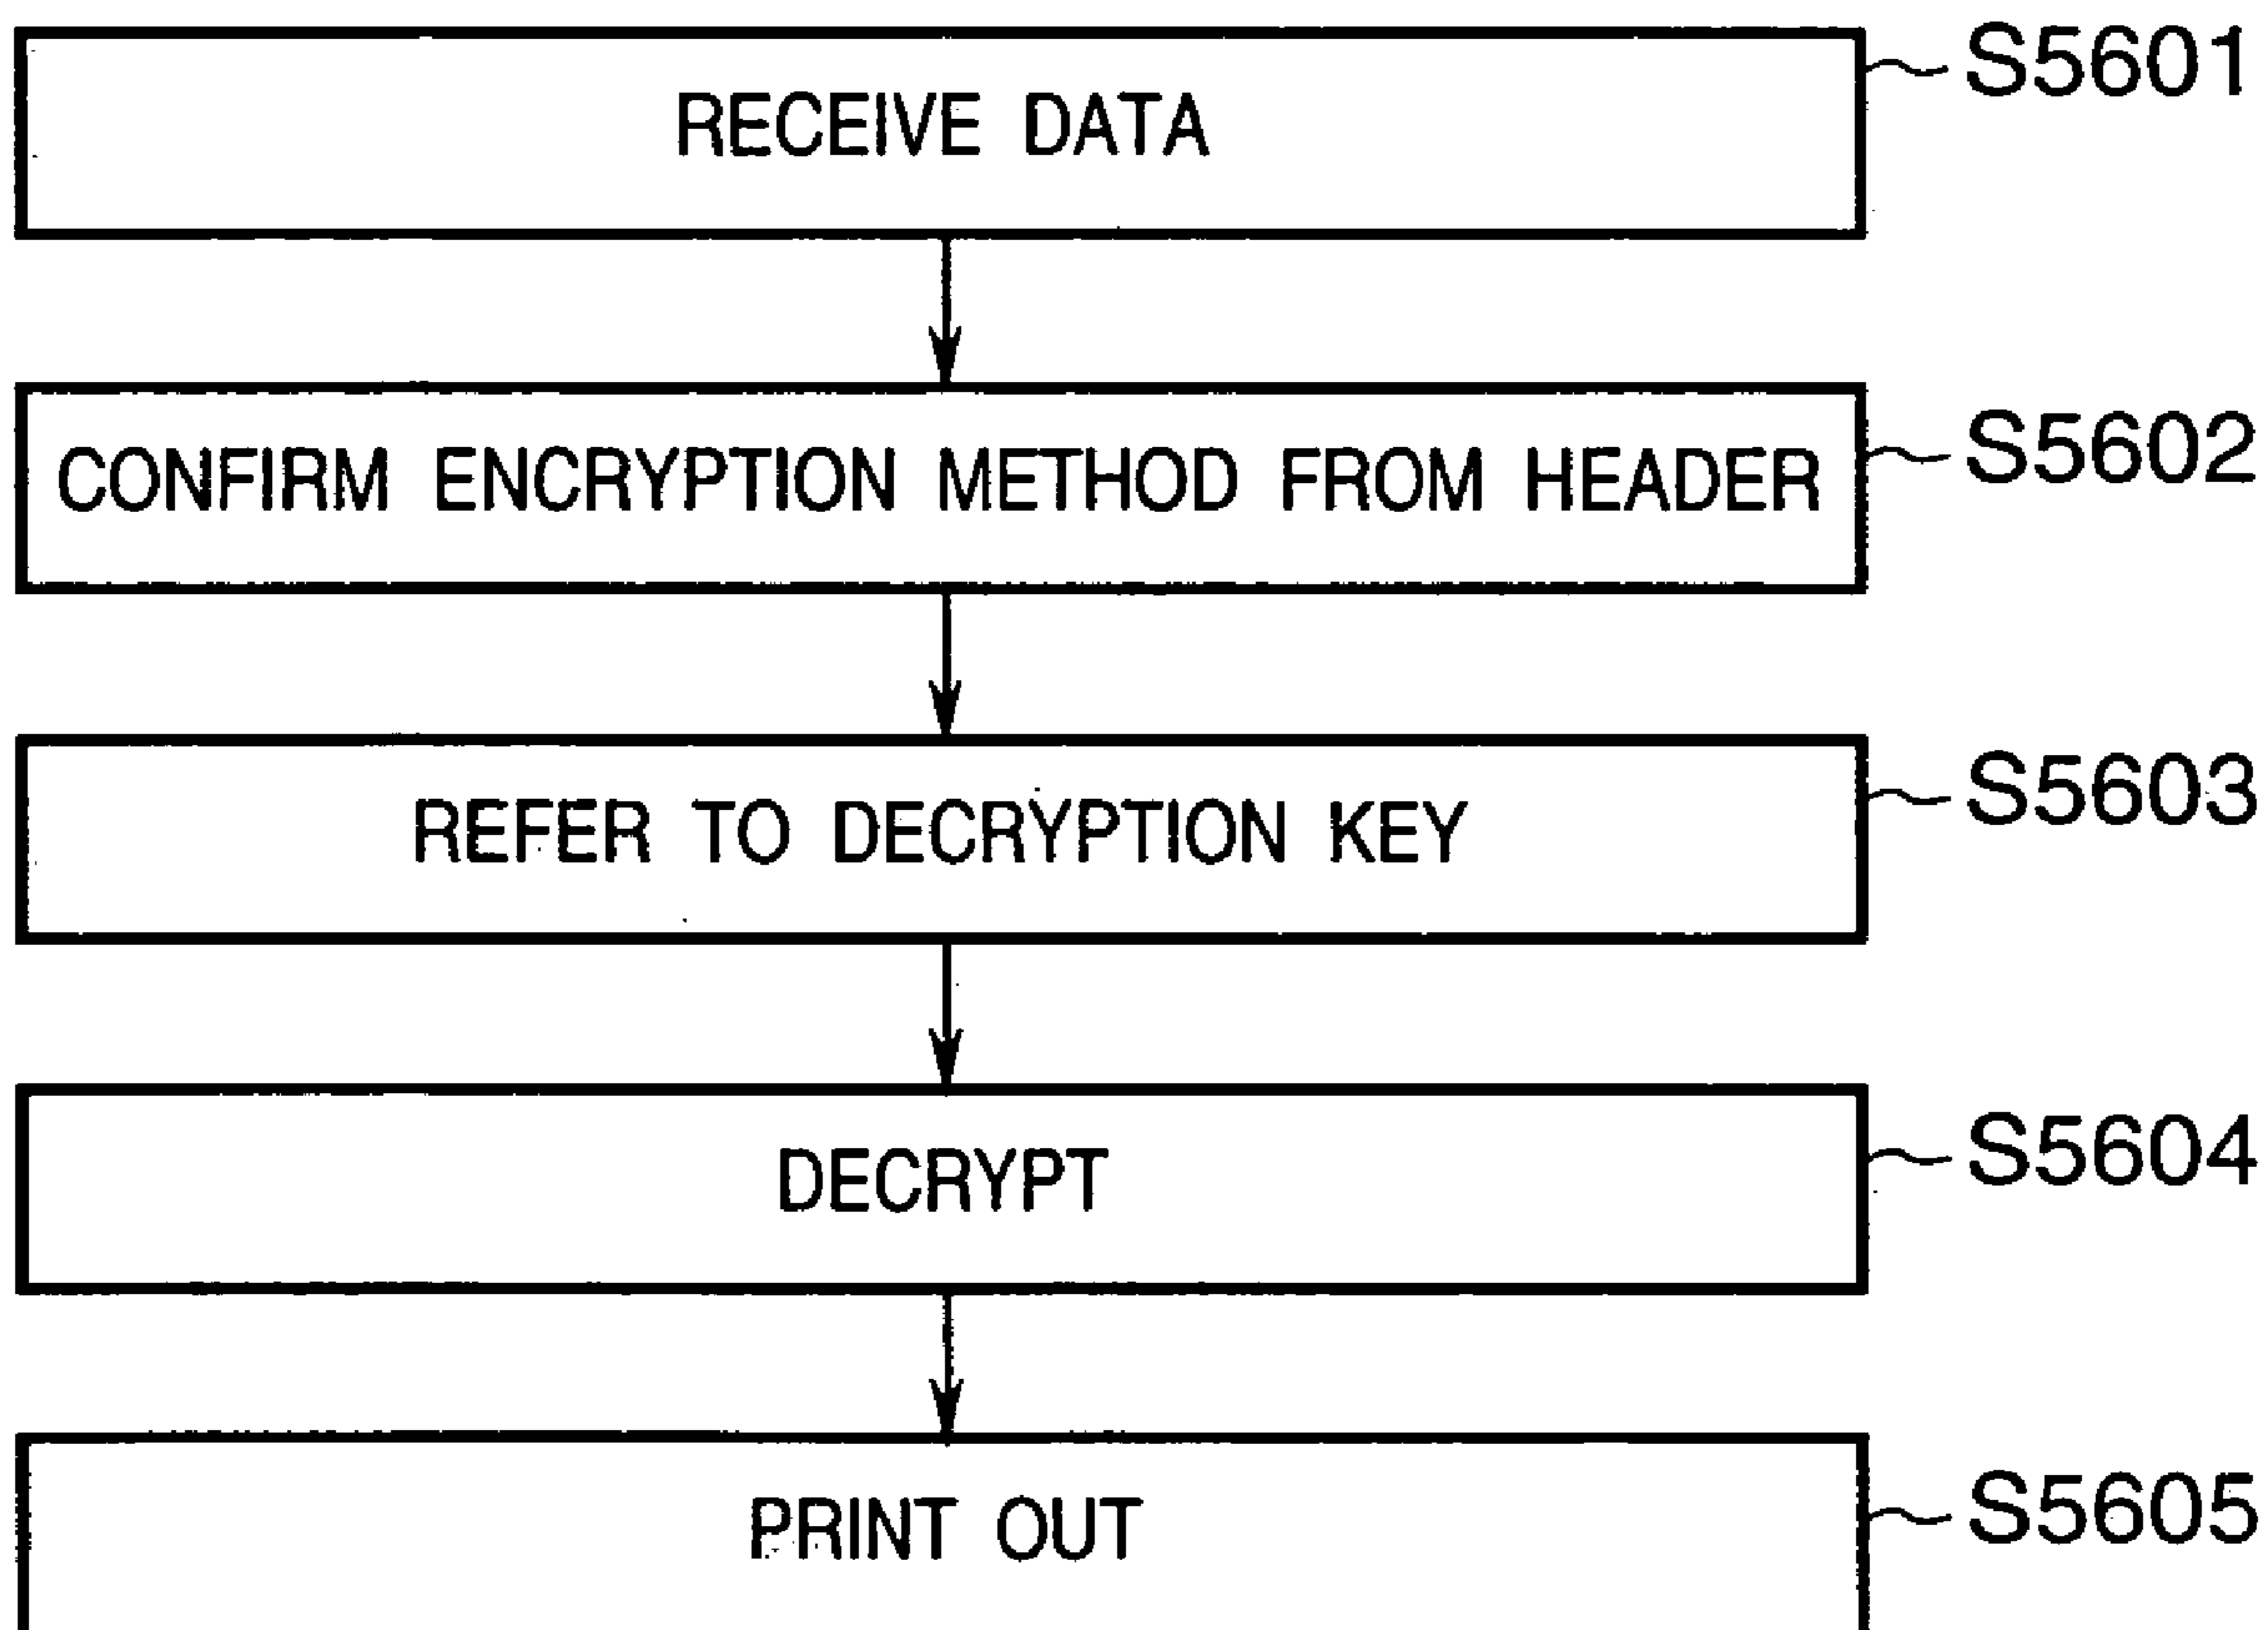 RECEIVE DATA
S5601
CONFIRM ENCRYPTION METHOD FROM HEADER
S5602
REFER TO DECRYPTION KEY
S5603
DECRYPT
S5604
PRINT OUT
S5605